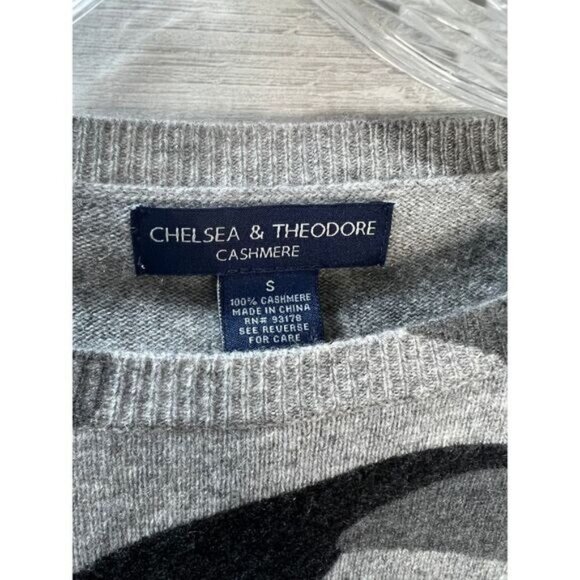 CHELSEA & THEODORE
CASHMERE
S
100% CASHMERE
MADE IN CHINA
RN# 93178
SEE REVERSE
FOR CARE